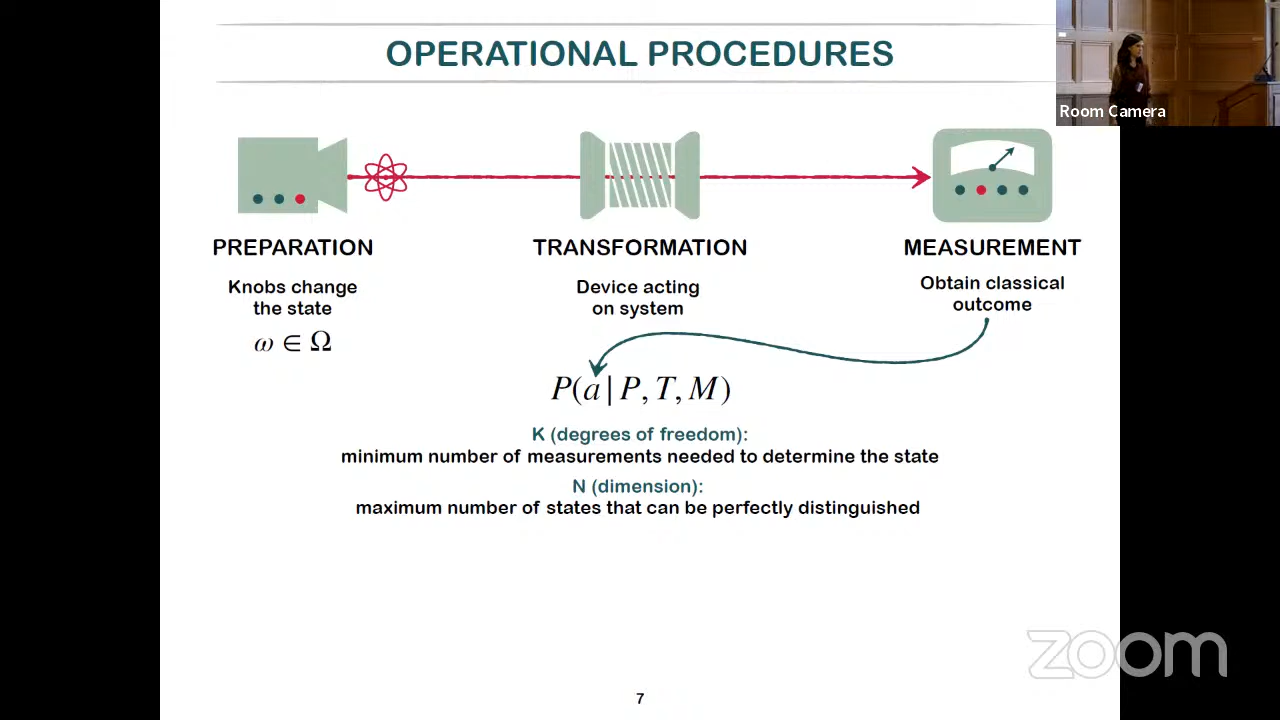 OPERATIONAL PROCEDURES
Room Camera
PREPARATION
Knobs change
the state
ω ∈ Ω
TRANSFORMATION
Device acting
on system
MEASUREMENT
Obtain classical
outcome
P(a | P, T, M)
K (degrees of freedom):
minimum number of measurements needed to determine the state
N (dimension):
maximum number of states that can be perfectly distinguished
zoom
7